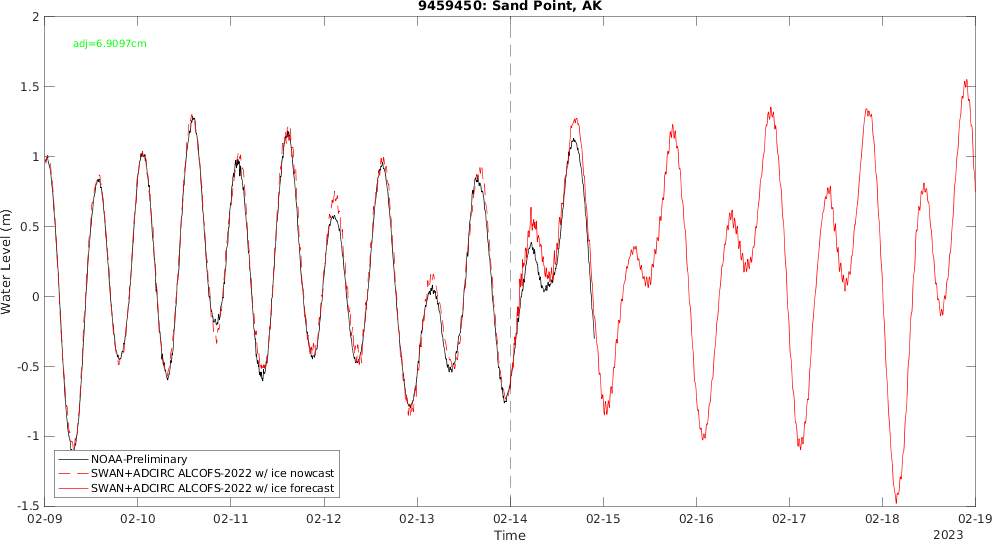 9459450: Sand Point, AK
adj=6.9097cm
2
1.5
1
0.5
0
-0.5
-1
-1.5
Water Level (m)
NOAA-Preliminary
SWAN+ADCIRC ALCOFS-2022 w/ ice nowcast
SWAN+ADCIRC ALCOFS-2022 w/ ice forecast
02-09 02-10 02-11 02-12 02-13 02-14 02-15 02-16 02-17 02-18 02-19
Time
2023